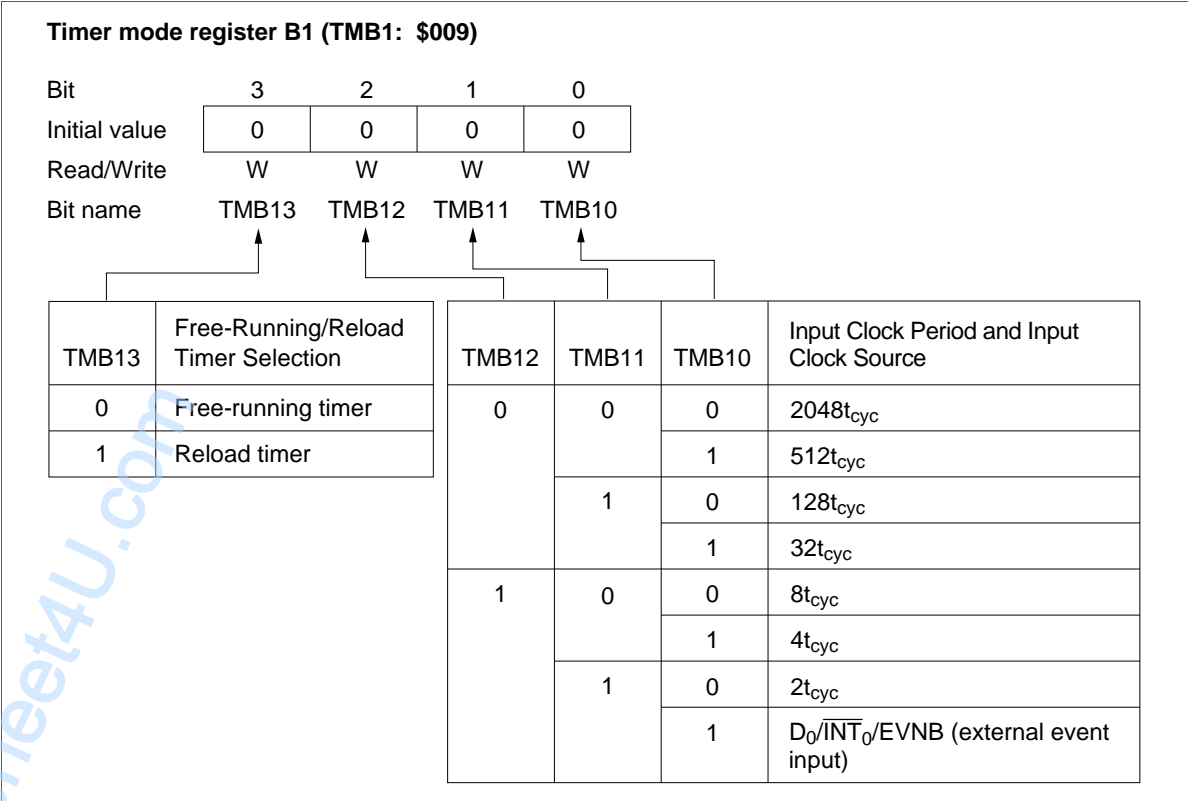 Timer mode register B1 (TMB1: $009)
Bit 3 2 1 0
Initial value 0 0 0 0
Read/Write W W W W
Bit name TMB13 TMB12 TMB11 TMB10
TMB13 Free-Running/Reload Timer Selection
0 Free-running timer
1 Reload timer
TMB12 TMB11 TMB10 Input Clock Period and Input Clock Source
0 0 0 2048tcyc
1 512tcyc
1 0 128tcyc
1 32tcyc
1 0 0 8tcyc
1 4tcyc
1 0 2tcyc
1 D0/INT0/EVNB (external event input)